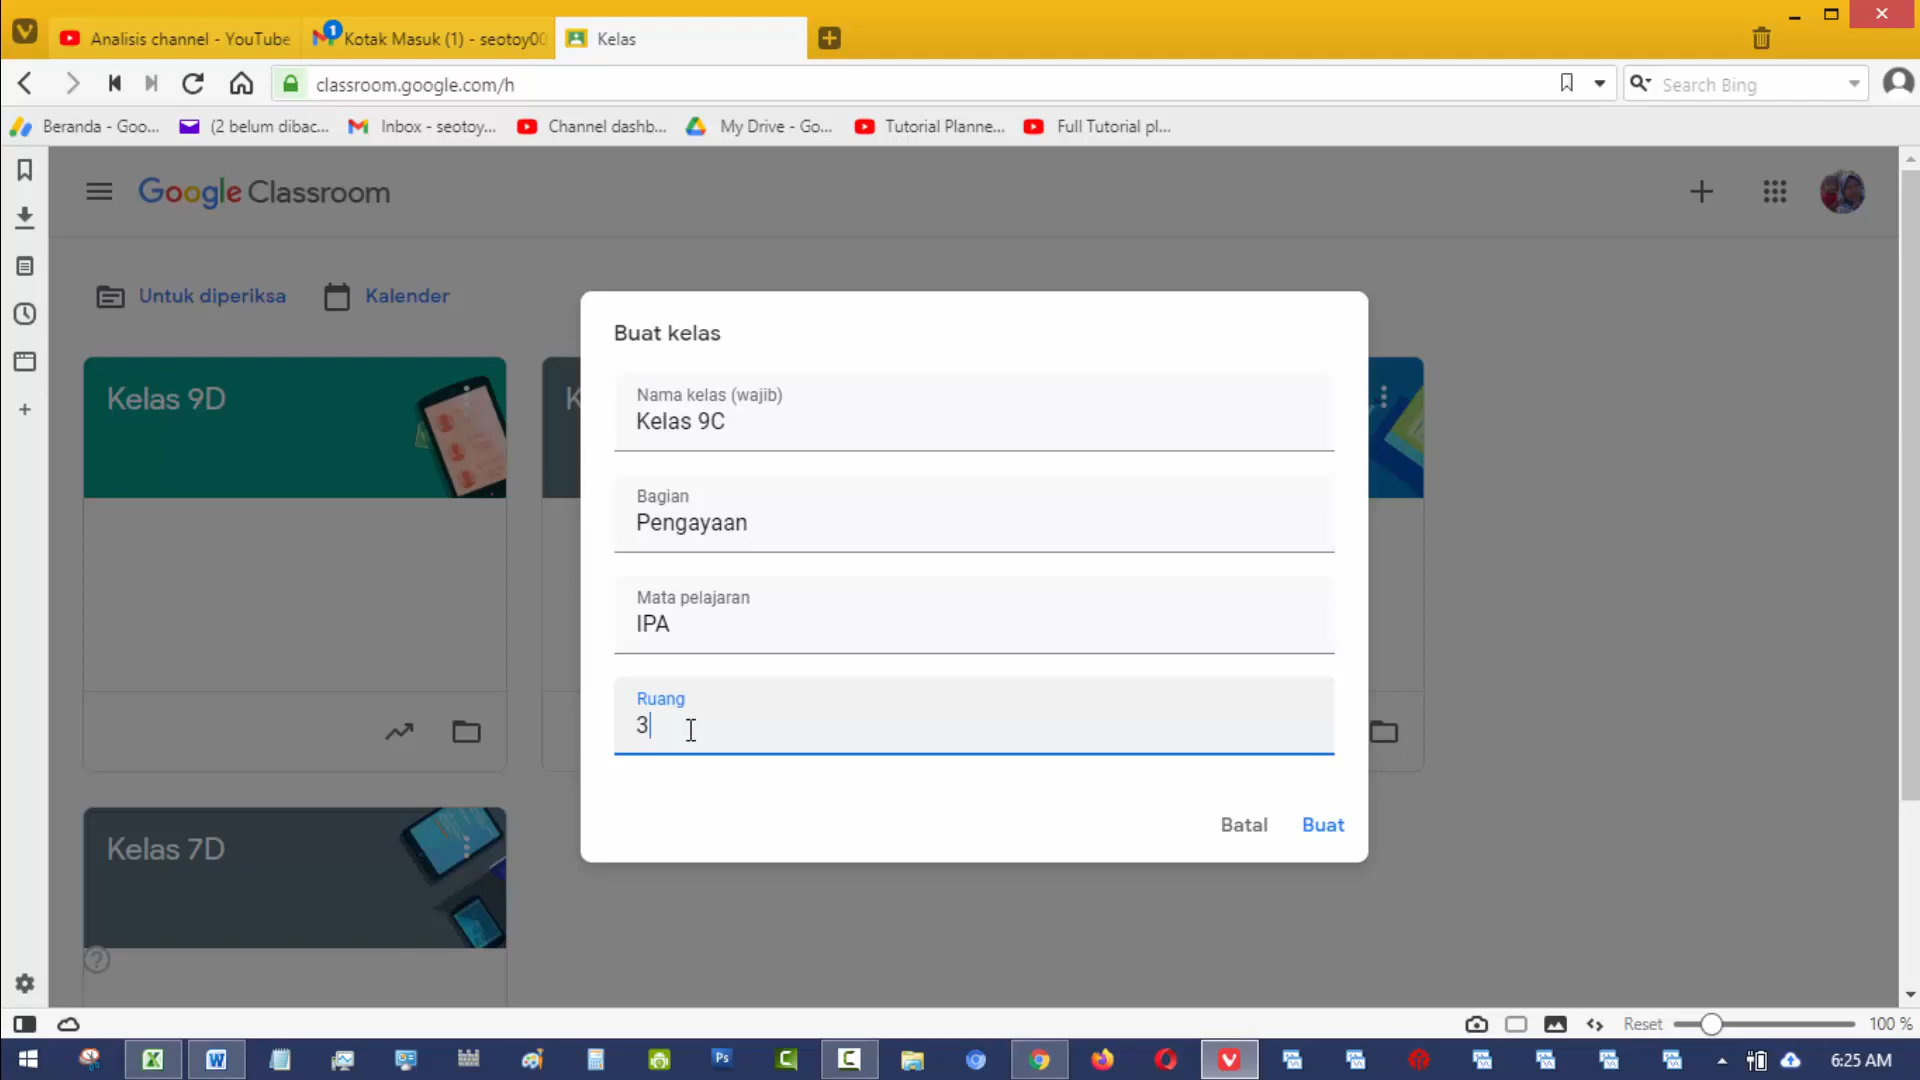 Analisis channel - YouTube
1
Kotak Masuk (1) - seotoy00
Kelas
classroom.google.com/h
Search Bing
Beranda - Goo...
(2 belum dibac...
Inbox - seotoy...
Channel dashb...
My Drive - Go...
Tutorial Planne...
Full Tutorial pl...
Google Classroom
Untuk diperiksa
Kalender
Kelas 9D
K
Buat kelas
Nama kelas (wajib)
Kelas 9C
Bagian
Pengayaan
Mata pelajaran
IPA
Ruang
3
Batal
Buat
Kelas 7D
Reset
100 %
Ps
6:25 AM